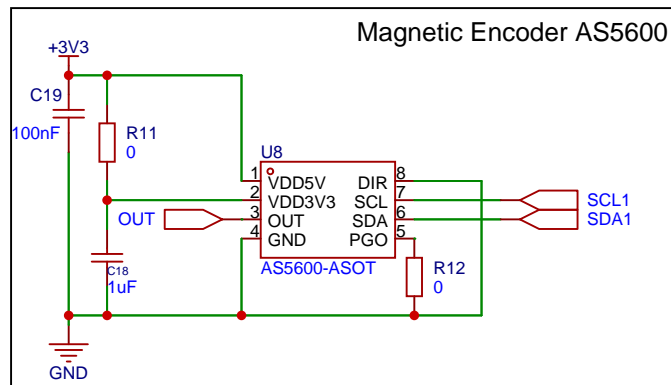 Magnetic Encoder AS5600
+3V3
C19
100nF
R11
0
U8
1
VDD5V
DIR
8
2
VDD3V3
SCL
7
SCL1
OUT
3
OUT
SDA
6
SDA1
4
GND
PGO
5
AS5600-ASOT
C18
1uF
R12
0
GND